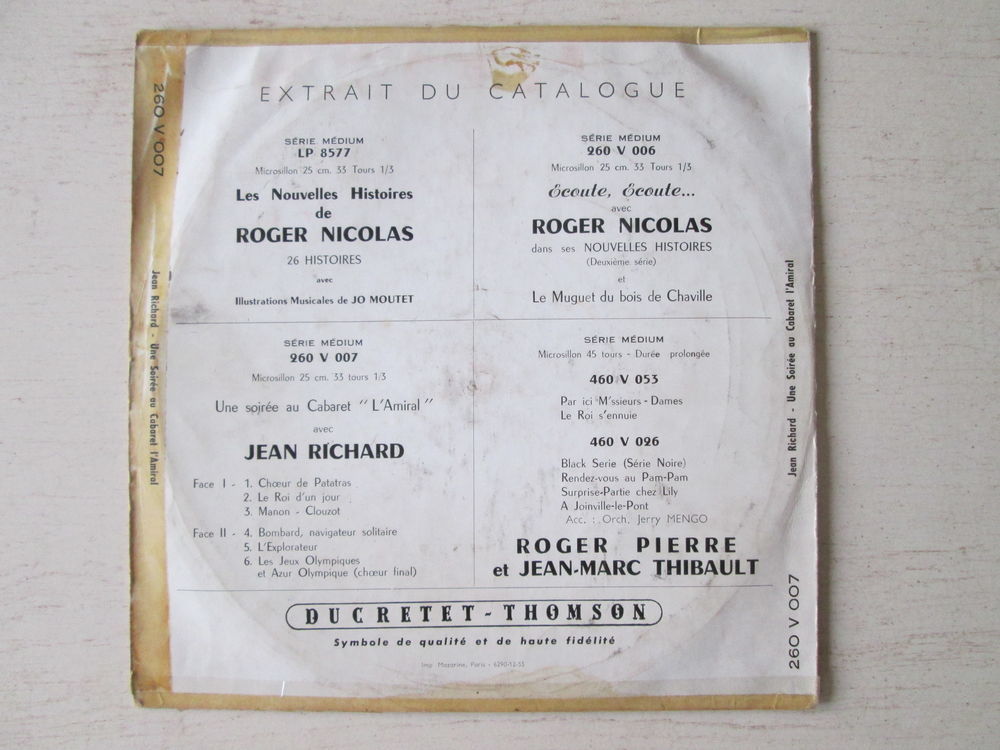 EXTRAIT DU CATALOGUE
SÉRIE MÉDIUM
LP 8577
Microsillon 25 cm. 33 Tours 1/3
Les Nouvelles Histoires
de
ROGER NICOLAS
26 HISTOIRES
avec
Illustrations Musicales de JO MOUTET
SÉRIE MÉDIUM
260 V 006
Microsillon 25 cm. 33 Tours 1/3
Écoute, Écoute...
avec
ROGER NICOLAS
dans ses NOUVELLES HISTOIRES
(Deuxième série)
et
Le Muguet du bois de Chaville
SÉRIE MÉDIUM
260 V 007
Microsillon 25 cm. 33 tours 1/3
Une soirée au Cabaret "L'Amiral"
avec
JEAN RICHARD
Face I - 1. Chœur de Patatras
2. Le Roi d'un jour
3. Manon - Clouzot
Face II - 4. Bombard, navigateur solitaire
5. L'Explorateur
6. Les Jeux Olympiques
et Azur Olympique (chœur final)
SÉRIE MÉDIUM
Microsillon 45 tours - Durée prolongée
460 V 053
Par ici M'ssieurs - Dames
Le Roi s'ennuie
460 V 026
Black Serie (Série Noire)
Rendez-vous au Pam-Pam
Surprise-Partie chez Lily
A Joinville-le-Pont
Acc. : Orch. Jerry MENGO
ROGER PIERRE
et JEAN-MARC THIBAULT
DUCRETET-THOMSON
Symbole de qualité et de haute fidélité
Imp. Mazarine, Paris - 6290-12-55
260 V 007
Jean Richard - Une Soirée au Cabaret l'Amiral
Jean Richard - Une Soirée au Cabaret l'Amiral
260 V 007